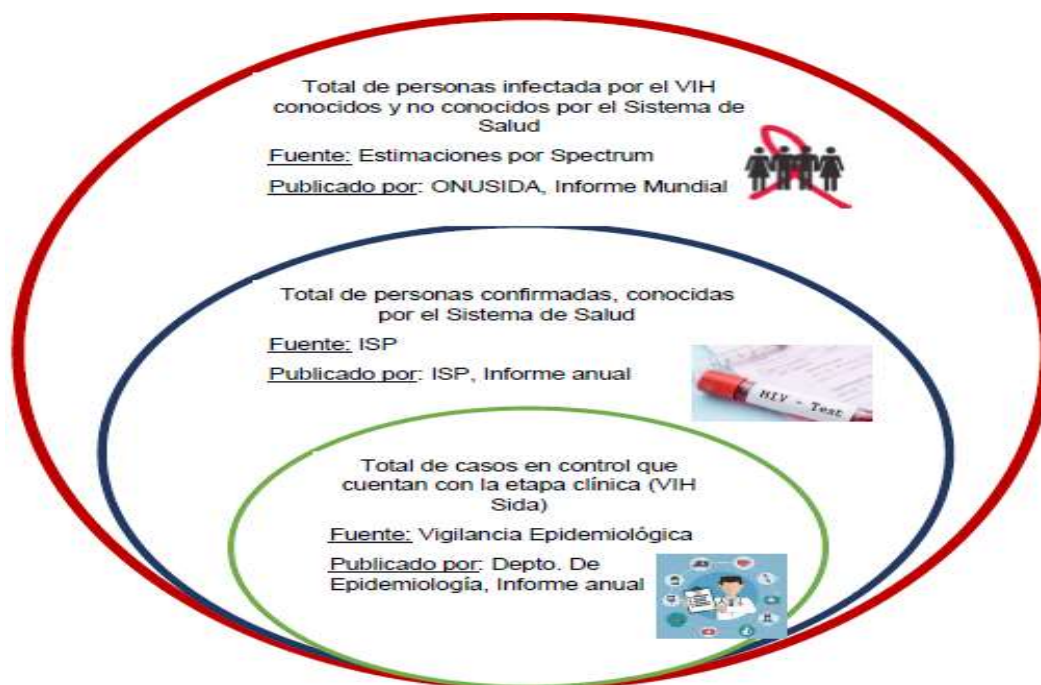 Total de personas infectada por el VIH
conocidos y no conocidos por el Sistema de
Salud
Fuente: Estimaciones por Spectrum
Publicado por: ONUSIDA, Informe Mundial
Total de personas confirmadas, conocidas
por el Sistema de Salud
Fuente: ISP
Publicado por: ISP, Informe anual
HIV - Test
Total de casos en control que
cuentan con la etapa clínica (VIH
Sida)
Fuente: Vigilancia Epidemiológica
Publicado por: Depto. De
Epidemiología, Informe anual